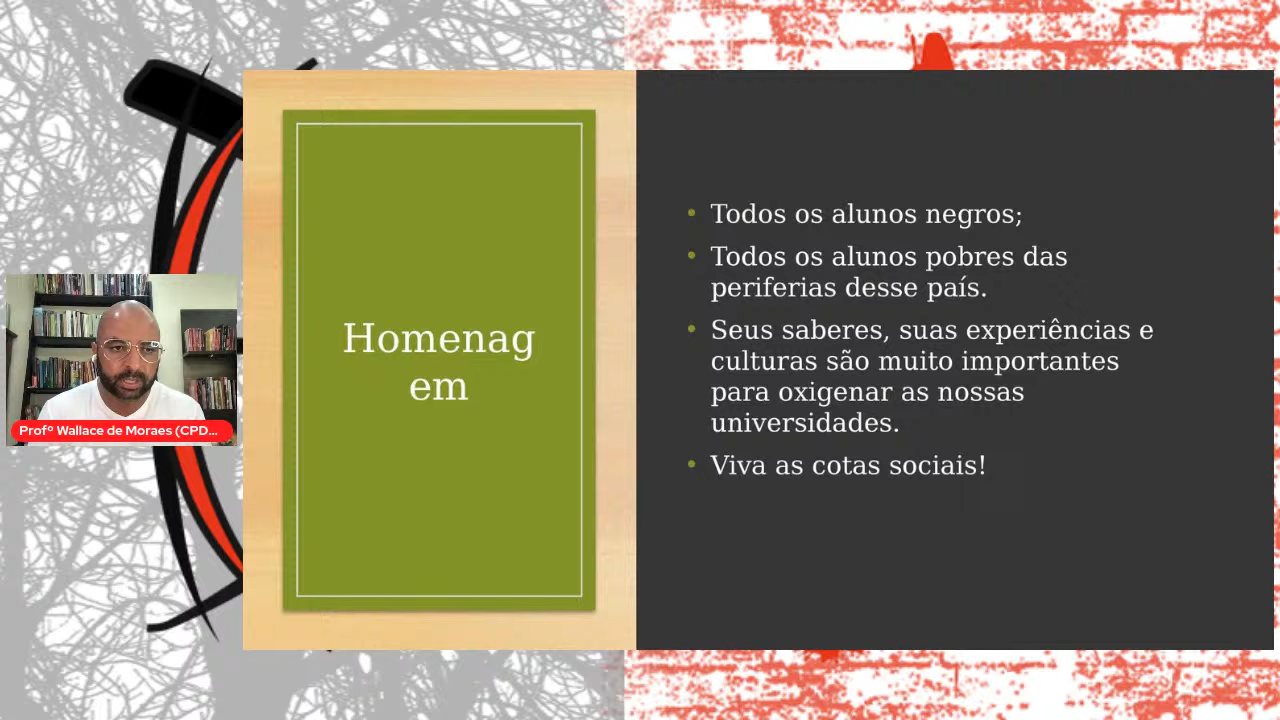 Homenag
em
Todos os alunos negros;
Todos os alunos pobres das
periferias desse país.
Seus saberes, suas experiências e
culturas são muito importantes
para oxigenar as nossas
universidades.
Viva as cotas sociais!
Profº Wallace de Moraes (CPD...